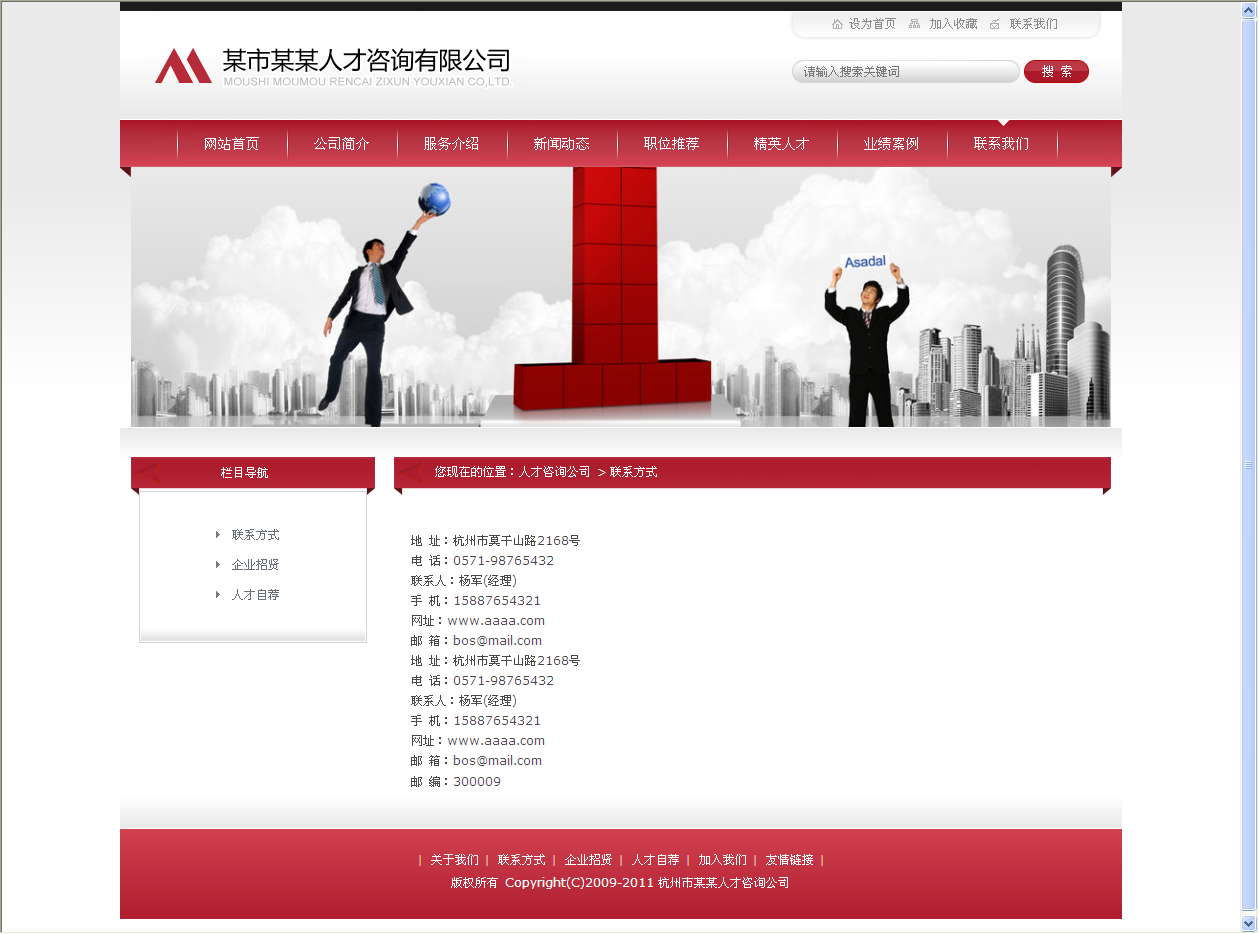 设为首页 加入收藏 联系我们
某市某某人才咨询有限公司
MOUSHI MOUMOU RENCAI ZIXUN YOUXIAN CO,LTD.
请输入搜索关键词 搜 索
网站首页 公司简介 服务介绍 新闻动态 职位推荐 精英人才 业绩案例 联系我们
Asadal
栏目导航
联系方式
企业招贤
人才自荐
您现在的位置：人才咨询公司 > 联系方式
地 址：杭州市莫干山路2168号
电 话：0571-98765432
联系人：杨军(经理)
手 机：15887654321
网址：www.aaaa.com
邮 箱：bos@mail.com
地 址：杭州市莫干山路2168号
电 话：0571-98765432
联系人：杨军(经理)
手 机：15887654321
网址：www.aaaa.com
邮 箱：bos@mail.com
邮 编：300009
| 关于我们 | 联系方式 | 企业招贤 | 人才自荐 | 加入我们 | 友情链接 |
版权所有 Copyright(C)2009-2011 杭州市某某人才咨询公司